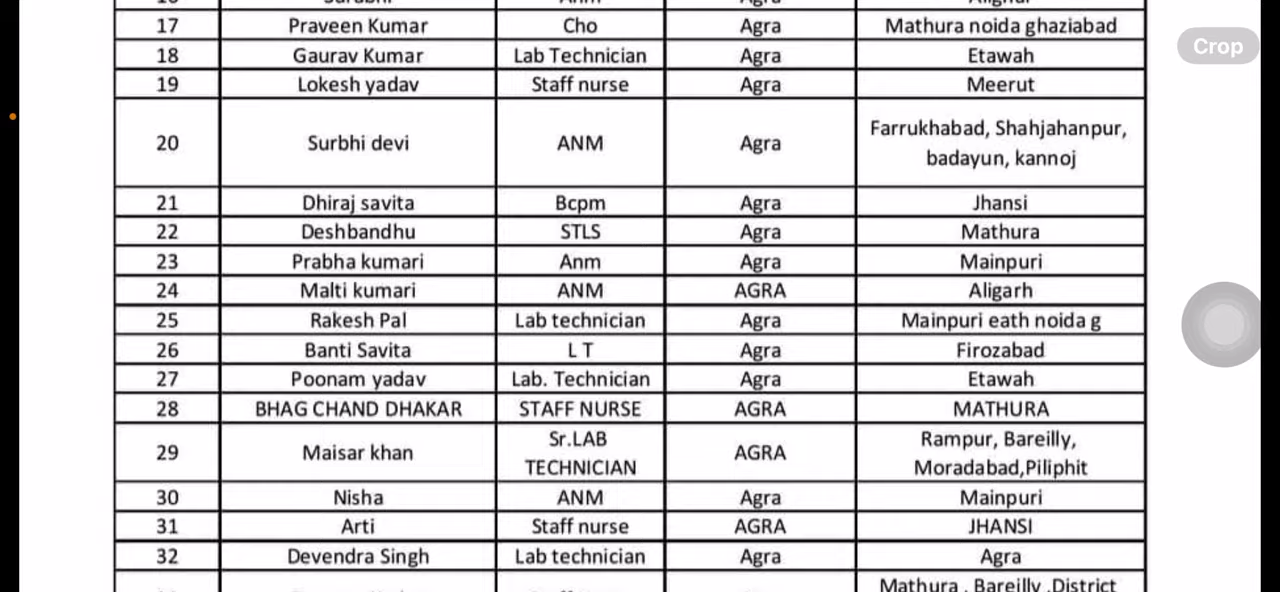 17 Praveen Kumar Cho Agra Mathura noida ghaziabad
Crop
18 Gaurav Kumar Lab Technician Agra Etawah
19 Lokesh yadav Staff nurse Agra Meerut
20 Surbhi devi ANM Agra Farrukhabad, Shahjahanpur,
badayun, kannoj
21 Dhiraj savita Bcpm Agra Jhansi
22 Deshbandhu STLS Agra Mathura
23 Prabha kumari Anm Agra Mainpuri
24 Malti kumari ANM AGRA Aligarh
25 Rakesh Pal Lab technician Agra Mainpuri eath noida g
26 Banti Savita L T Agra Firozabad
27 Poonam yadav Lab. Technician Agra Etawah
28 BHAG CHAND DHAKAR STAFF NURSE AGRA MATHURA
29 Maisar khan Sr.LAB
TECHNICIAN AGRA Rampur, Bareilly,
Moradabad,Piliphit
30 Nisha ANM Agra Mainpuri
31 Arti Staff nurse AGRA JHANSI
32 Devendra Singh Lab technician Agra Agra
Mathura , Bareilly ,District